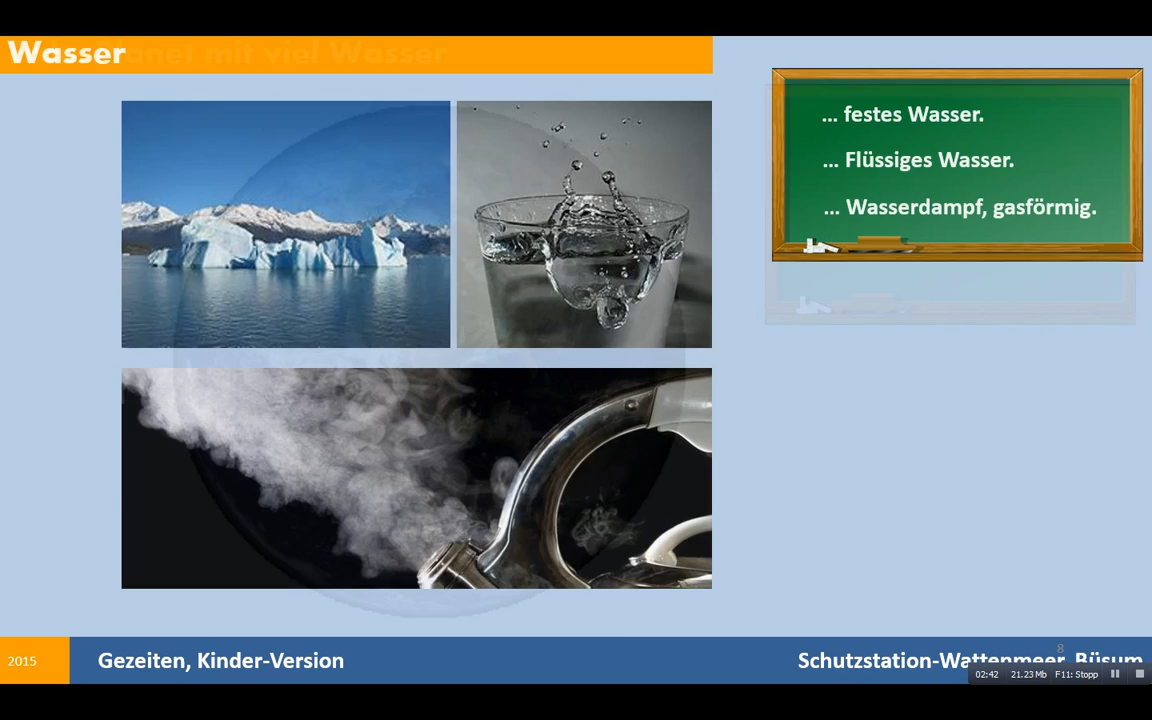 Wasser
anet mit viel Wasser
... festes Wasser.
... Flüssiges Wasser.
... Wasserdampf, gasförmig.
2015
Gezeiten, Kinder-Version
8
Schutzstation-Wattenmeer, Büsum
02:42 21.23 Mb F11: Stopp